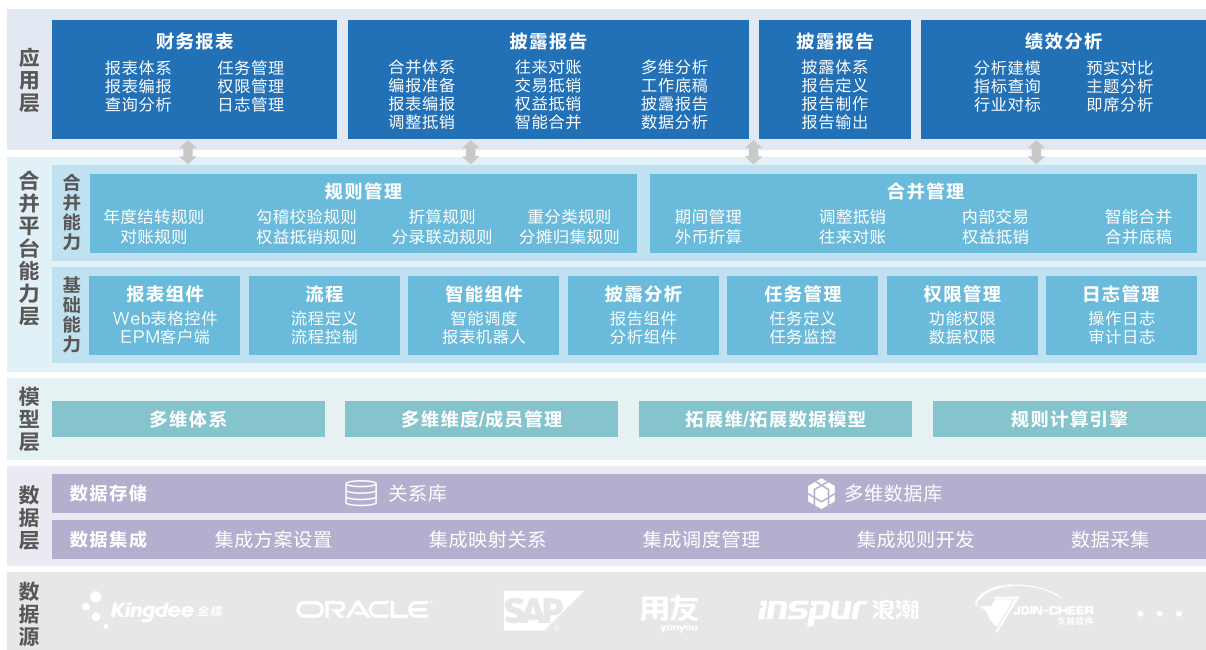 应用层
财务报表
报表体系 任务管理
报表编报 权限管理
查询分析 日志管理
披露报告
合并体系 往来对账 多维分析
编报准备 交易抵销 工作底稿
报表编报 权益抵销 披露报告
调整抵销 智能合并 数据分析
披露报告
披露体系
报告定义
报告制作
报告输出
绩效分析
分析建模 预实对比
指标查询 主题分析
行业对标 即席分析
合并平台能力层
合并能力
规则管理
年度结转规则 勾稽校验规则 折算规则 重分类规则
对账规则 权益抵销规则 分录联动规则 分摊归集规则
合并管理
期间管理 调整抵销 内部交易 智能合并
外币折算 往来对账 权益抵销 合并底稿
基础能力
报表组件
Web表格控件
EPM客户端
流程
流程定义
流程控制
智能组件
智能调度
报表机器人
披露分析
报告组件
分析组件
任务管理
任务定义
任务监控
权限管理
功能权限
数据权限
日志管理
操作日志
审计日志
模型层
多维体系 多维维度/成员管理 拓展维/拓展数据模型 规则计算引擎
数据层
数据存储 关系库 多维数据库
数据集成 集成方案设置 集成映射关系 集成调度管理 集成规则开发 数据采集
数据源
Kingdee 金蝶 ORACLE SAP 用友 yonyou inspur 浪潮 JOIN-CHEER 久其软件 ...